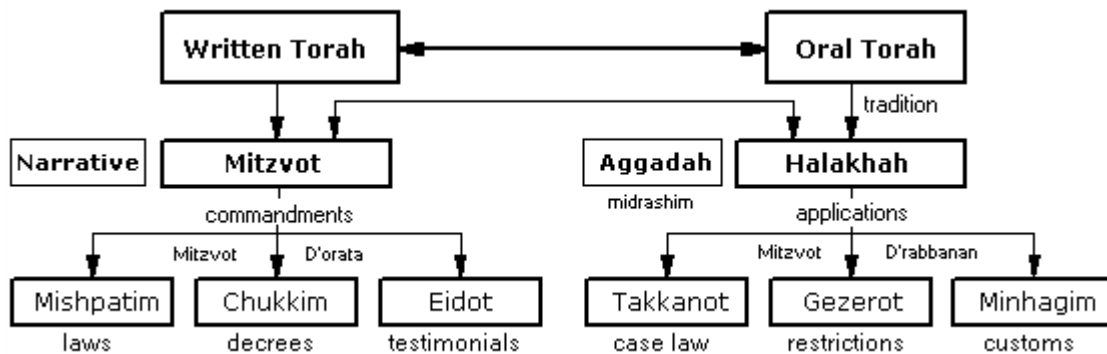 Written Torah
Oral Torah
tradition
Narrative
Mitzvot
Aggadah
Halakhah
midrashim
commandments
applications
Mitzvot D'orata
Mitzvot D'rabbanan
Mishpatim
Chukkim
Eidot
Takkanot
Gezerot
Minhagim
laws
decrees
testimonials
case law
restrictions
customs